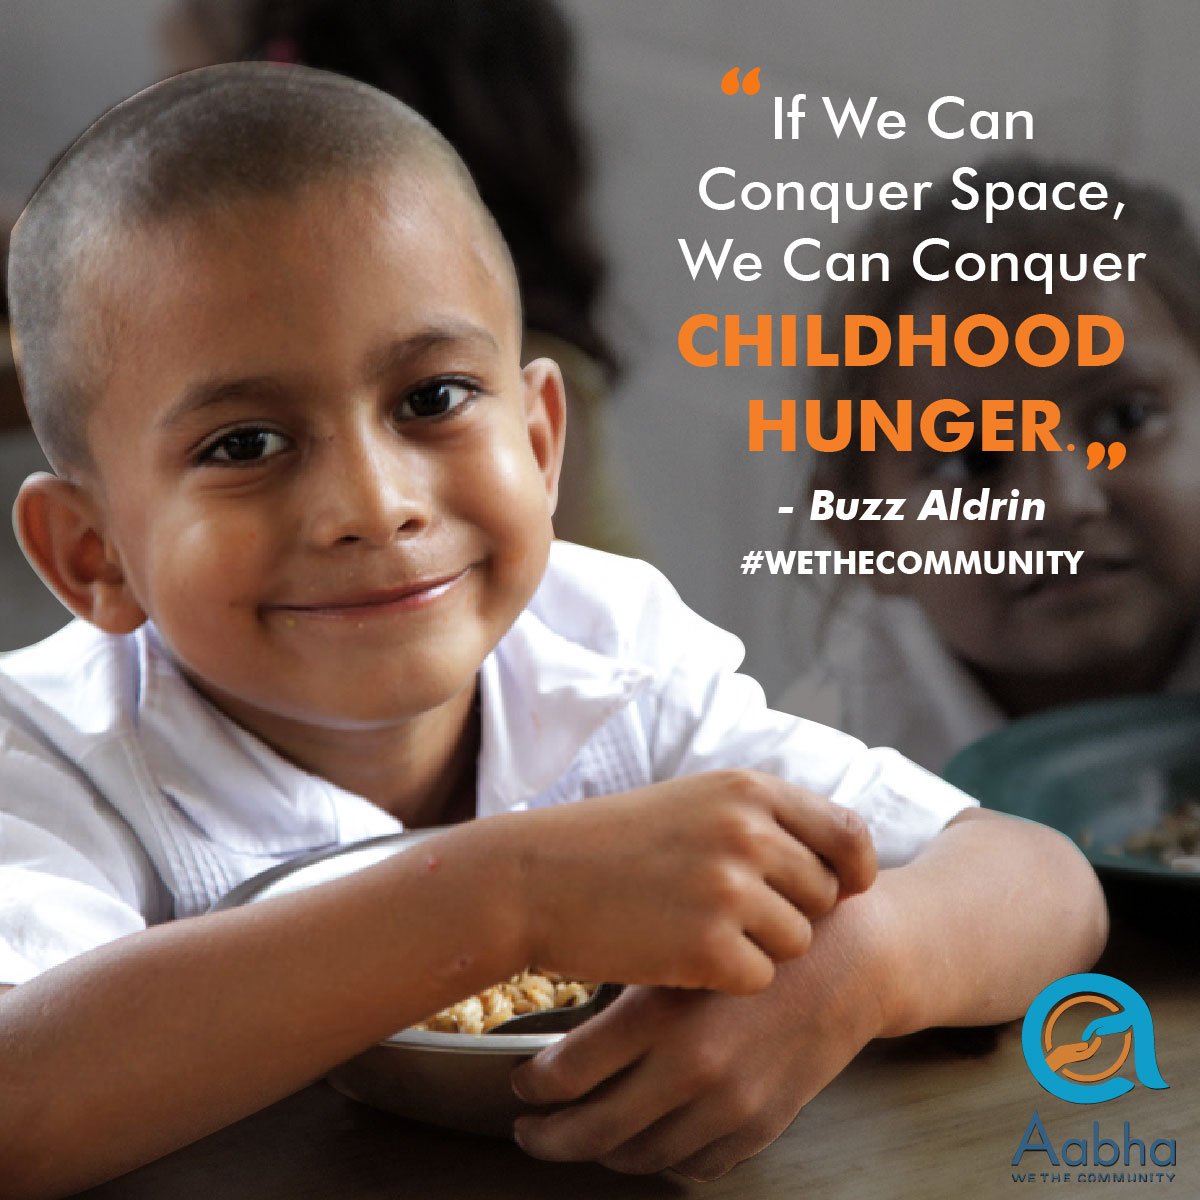 “ If We Can
Conquer Space,
We Can Conquer
CHILDHOOD
HUNGER. ”
- Buzz Aldrin
#WETHECOMMUNITY
Aabha
WE THE COMMUNITY